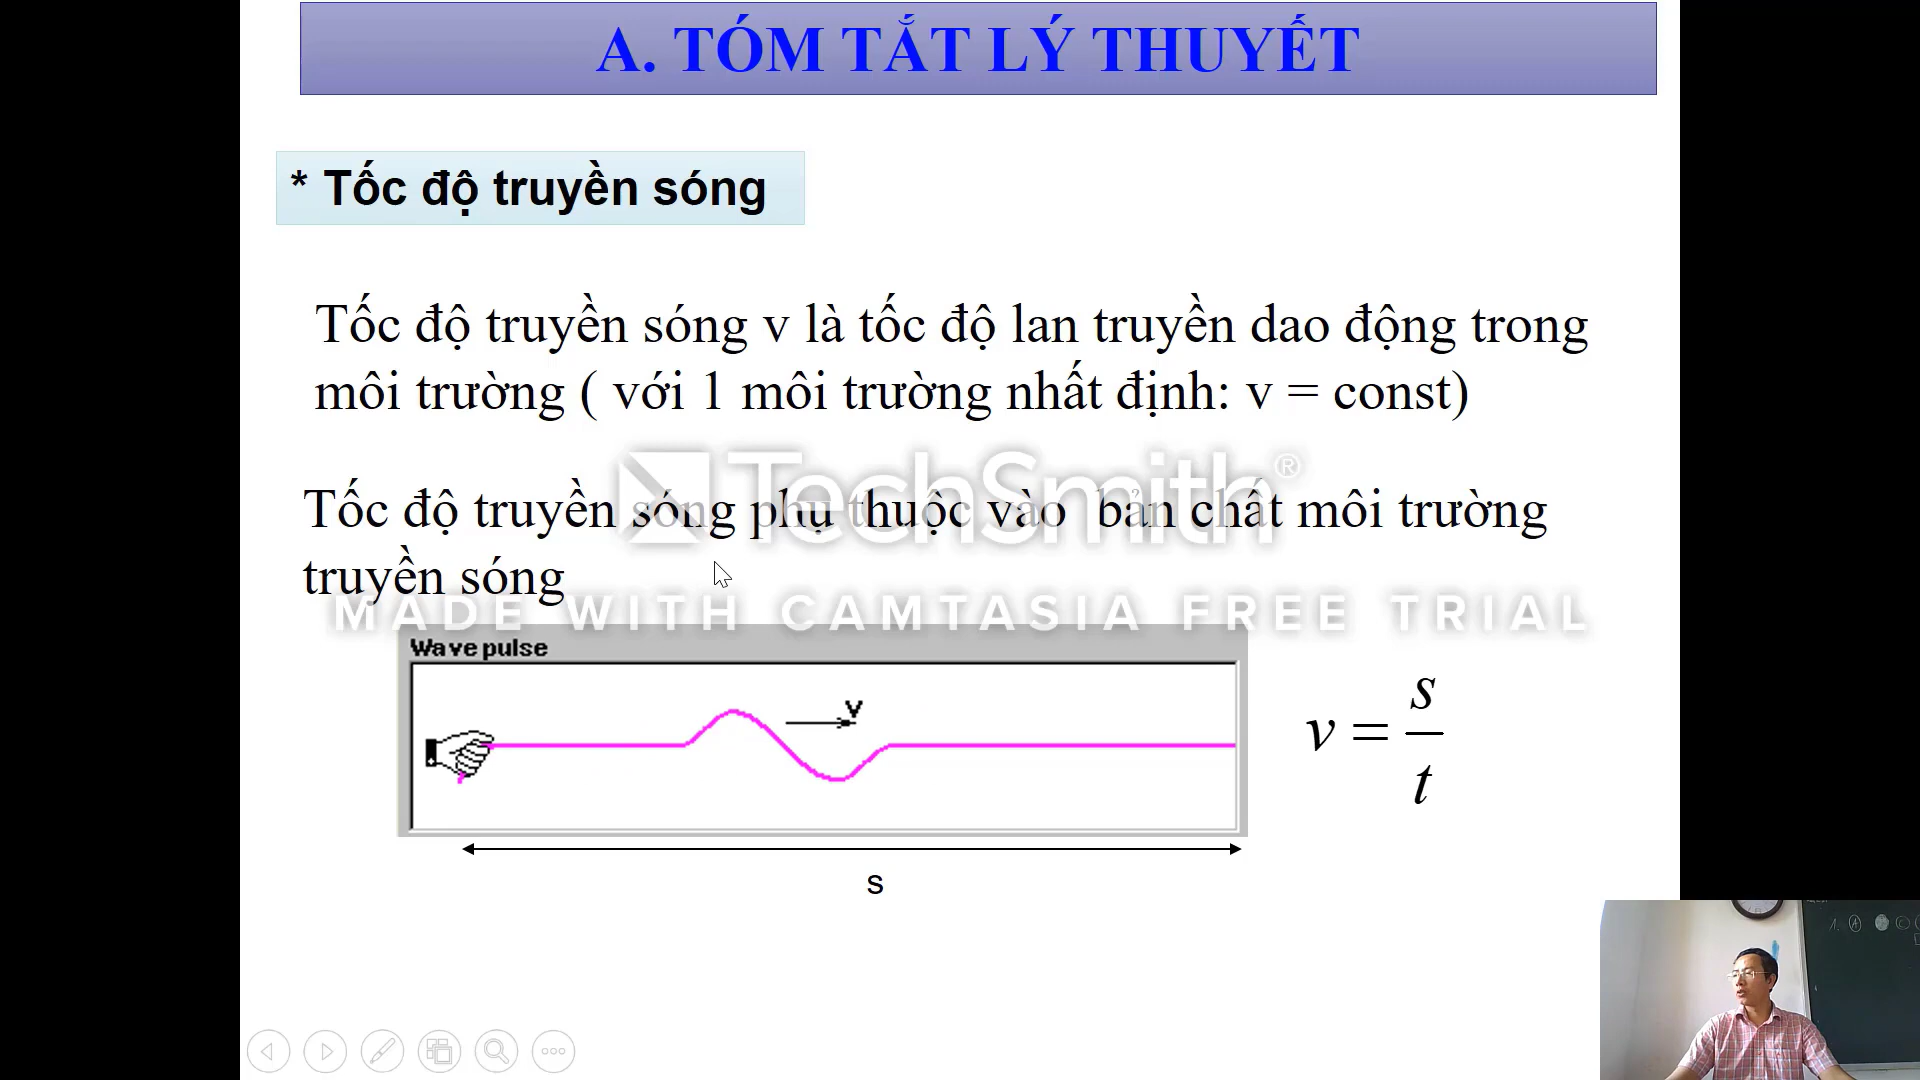 A. TÓM TẮT LÝ THUYẾT
* Tốc độ truyền sóng
Tốc độ truyền sóng v là tốc độ lan truyền dao động trong
môi trường ( với 1 môi trường nhất định: v = const)
TechSmith®
Tốc độ truyền sóng phụ thuộc vào bản chất môi trường
truyền sóng
MADE WITH CAMTASIA FREE TRIAL
Wave pulse
v
v = s/t
s
1. A C